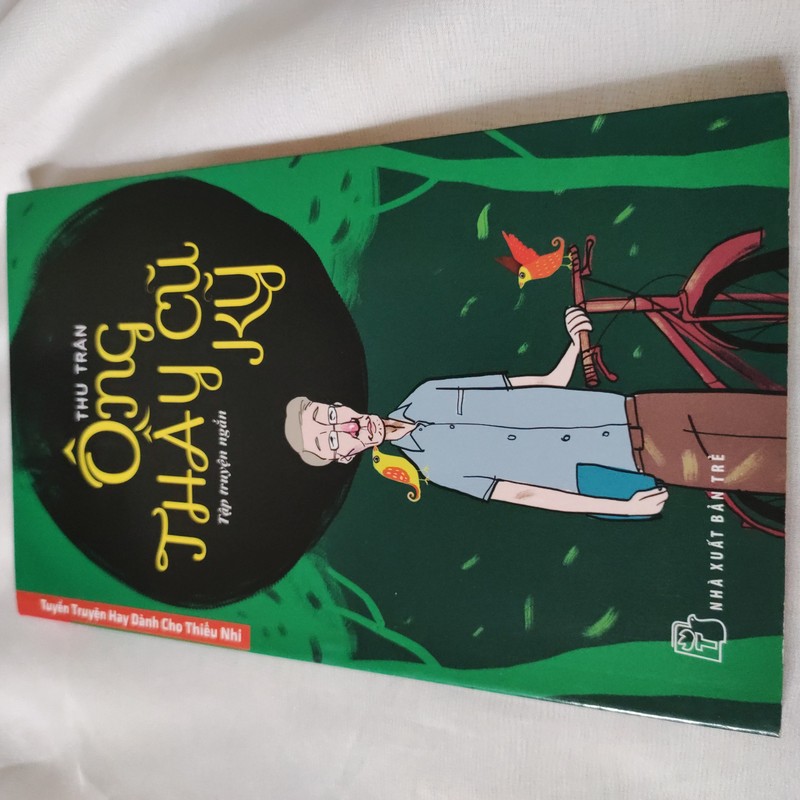 Tuyển Truyện Hay Dành Cho Thiếu Nhi
THU TRÂN
Ông
THẦY CŨ
KỸ
Tập truyện ngắn
NHÀ XUẤT BẢN TRẺ